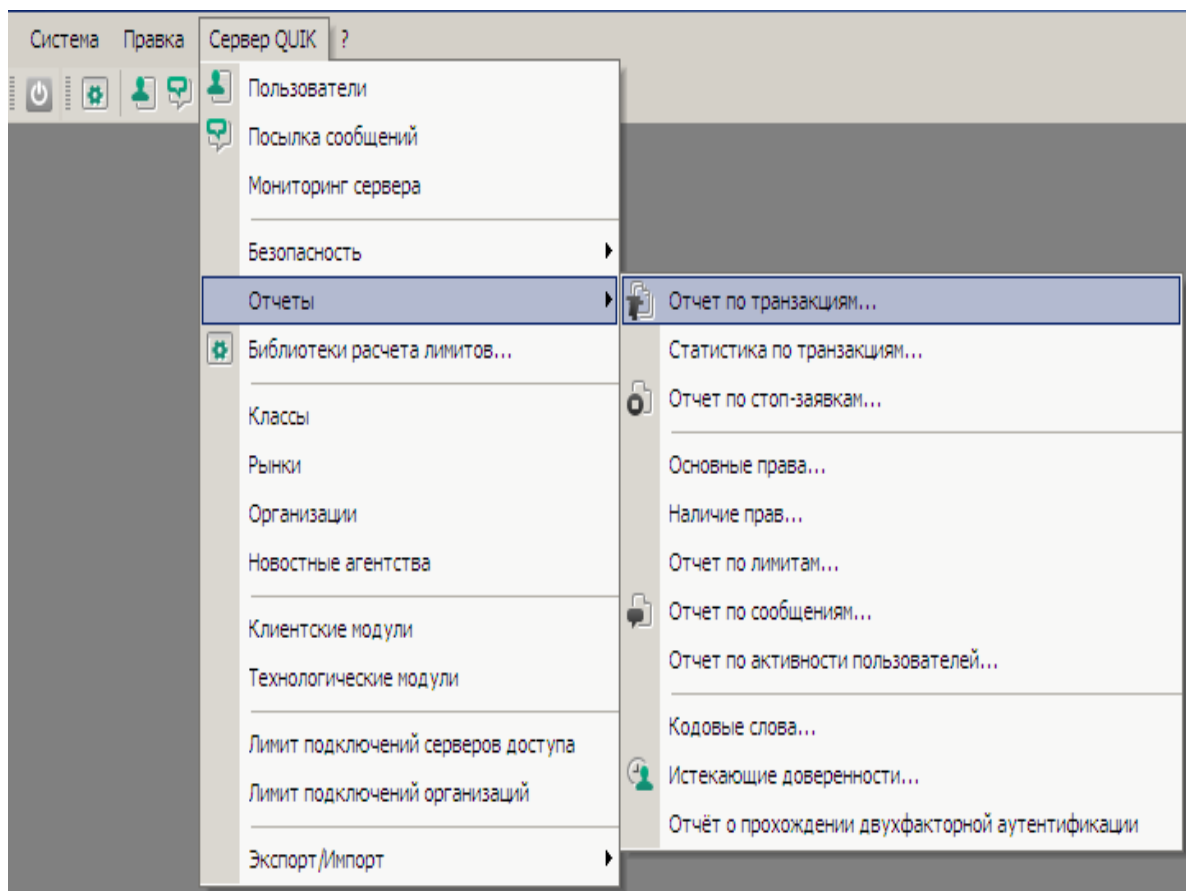 Система Правка Сервер QUIK ?
Пользователи
Посылка сообщений
Мониторинг сервера
Безопасность
Отчеты
Библиотеки расчета лимитов...
Классы
Рынки
Организации
Новостные агентства
Клиентские модули
Технологические модули
Лимит подключений серверов доступа
Лимит подключений организаций
Экспорт/Импорт
Отчет по транзакциям...
Статистика по транзакциям...
Отчет по стоп-заявкам...
Основные права...
Наличие прав...
Отчет по лимитам...
Отчет по сообщениям...
Отчет по активности пользователей...
Кодовые слова...
Истекающие доверенности...
Отчёт о прохождении двухфакторной аутентификации